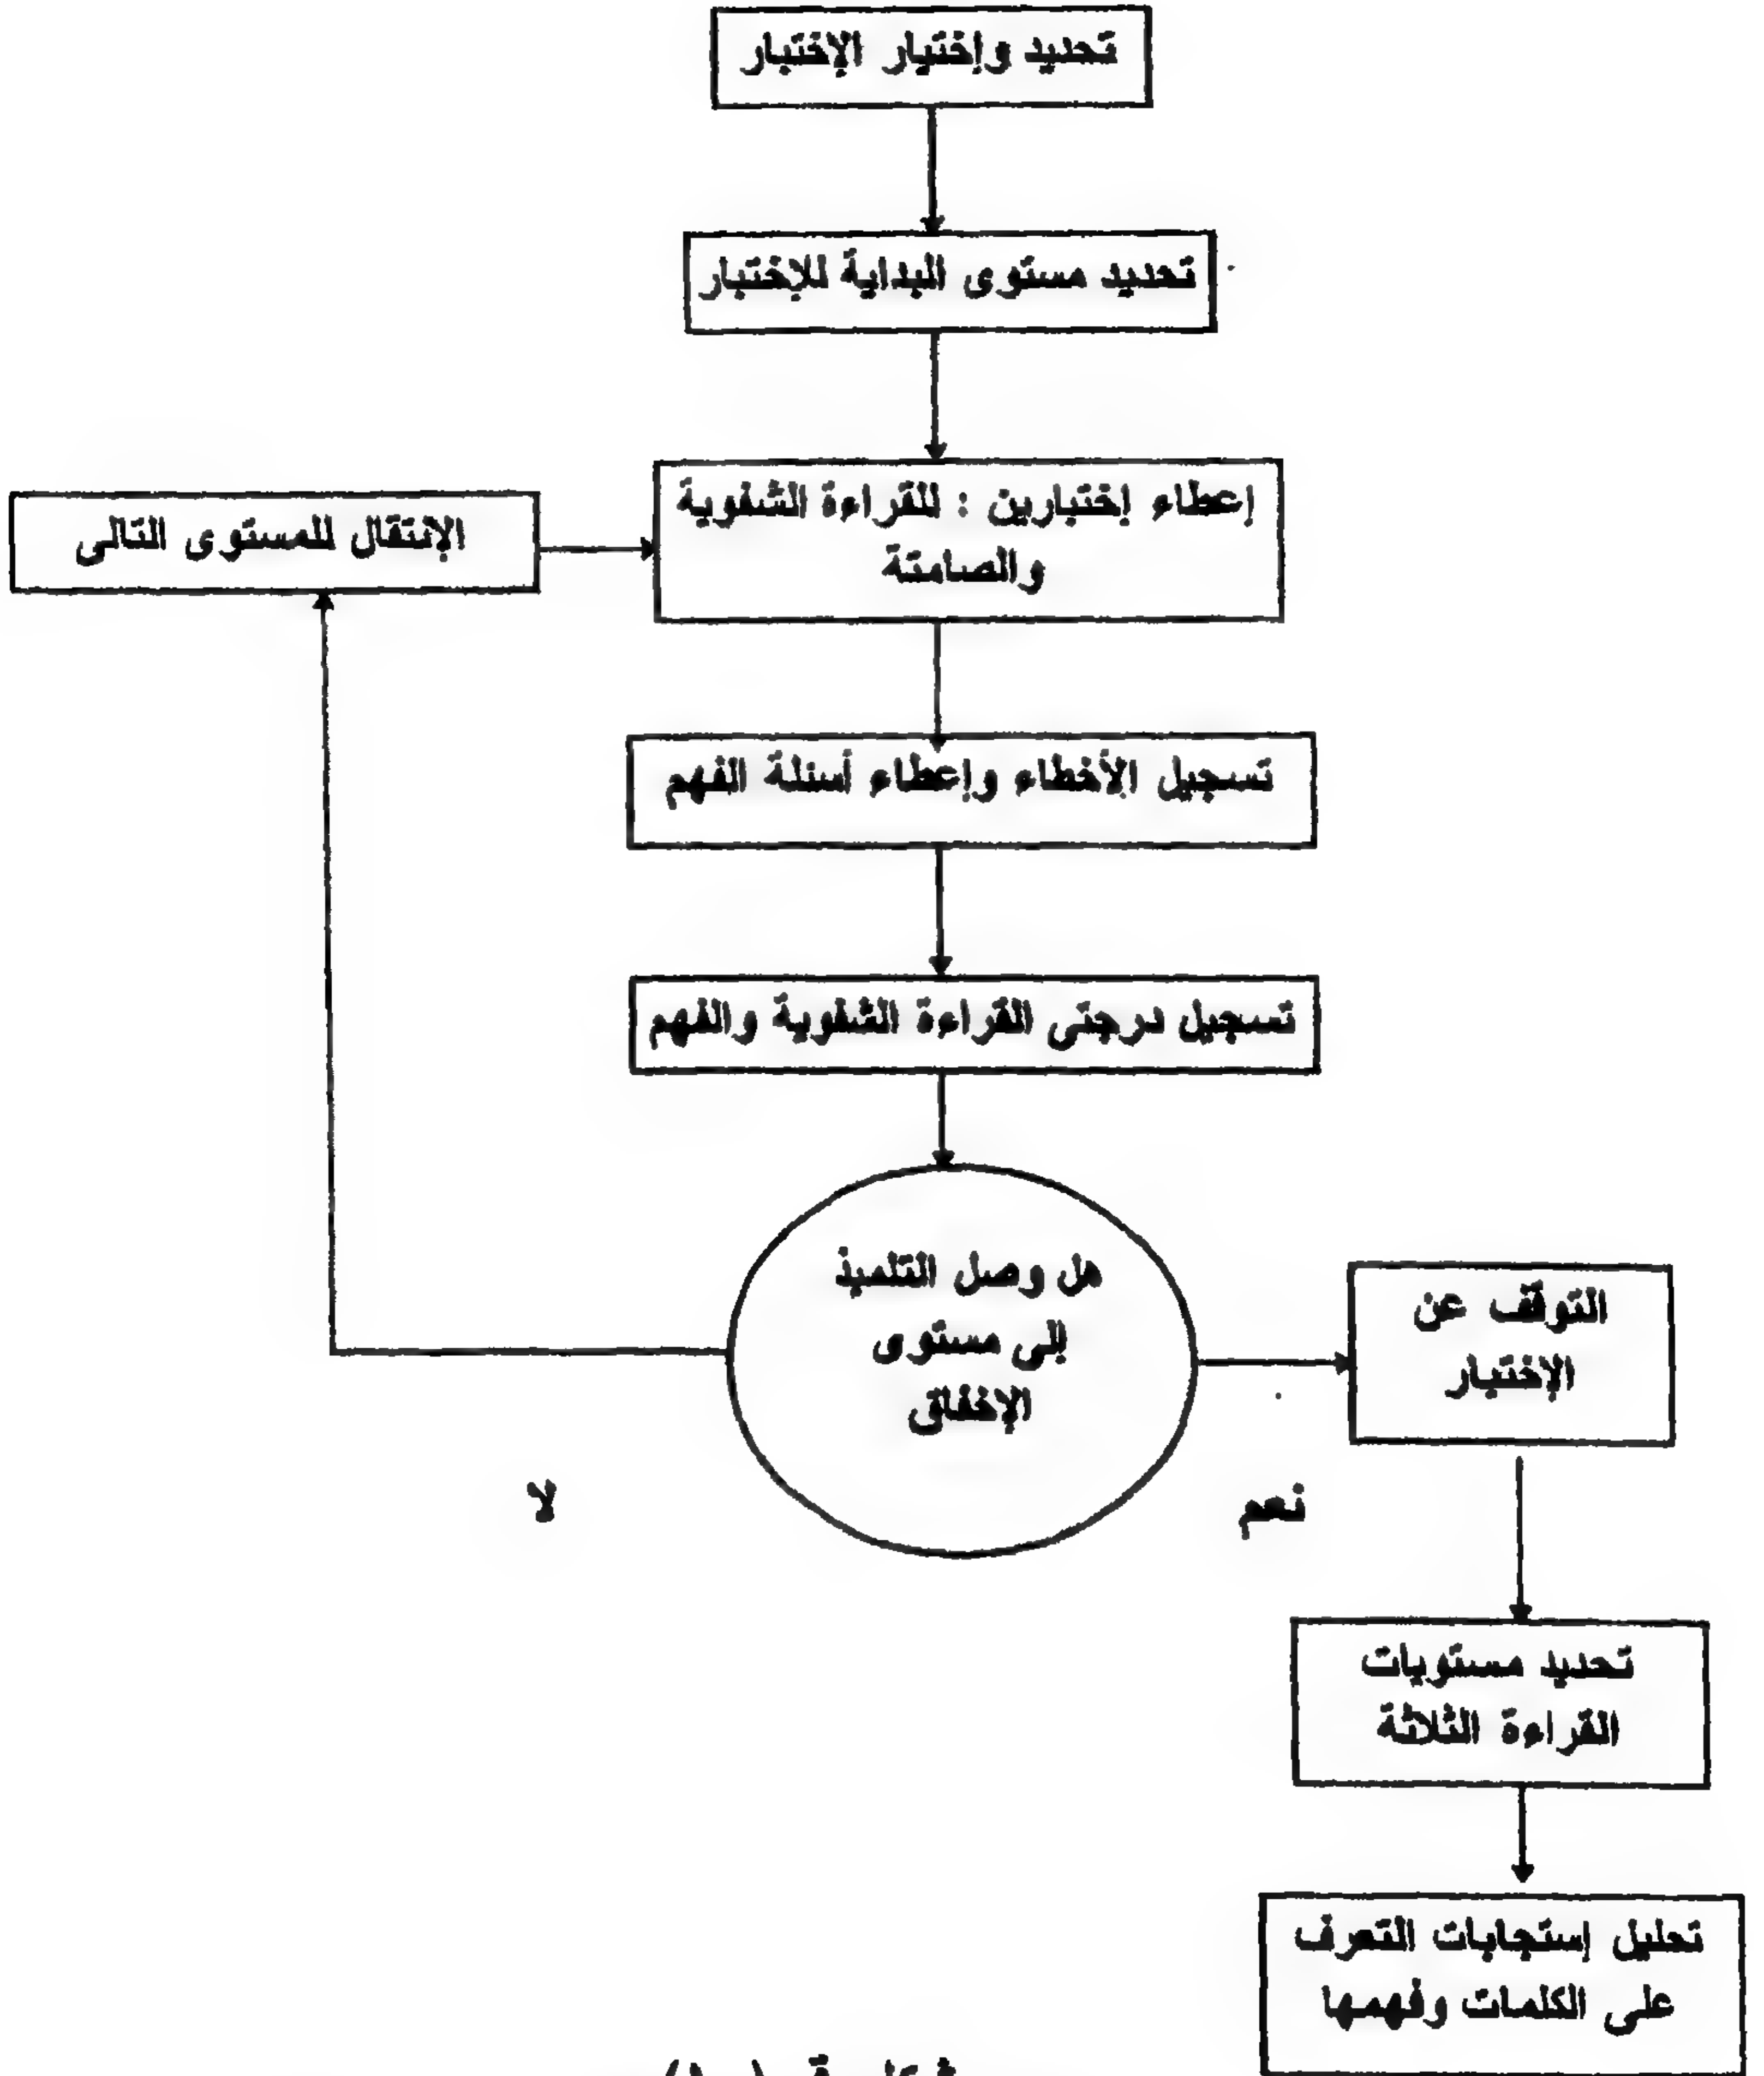 تحديد وإختيار الإختبار
تحديد مستوى البداية للإختبار
إعطاء إختبارين : للقراءة الشفوية
والصامتة
الإنتقال للمستوى التالى
تسجيل الأخطاء وإعطاء أسئلة الفهم
تسجيل درجتى القراءة الشفوية والفهم
هل وصل التلميذ
إلى مستوى
الإخفاق
التوقف عن
الإختبار
لا
نعم
تحديد مستويات
القراءة الثلاثة
تحليل إستجابات التعرف
على الكلمات وفهمها